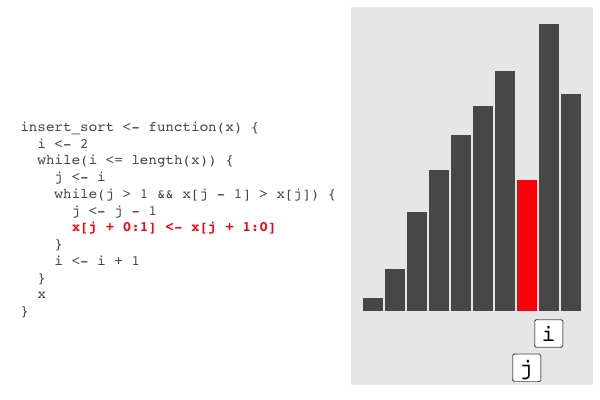 insert_sort <- function(x) {
  i <- 2
  while(i <= length(x)) {
    j <- i
    while(j > 1 && x[j - 1] > x[j]) {
      j <- j - 1
      x[j + 0:1] <- x[j + 1:0]
    }
    i <- i + 1
  }
  x
}
i
j